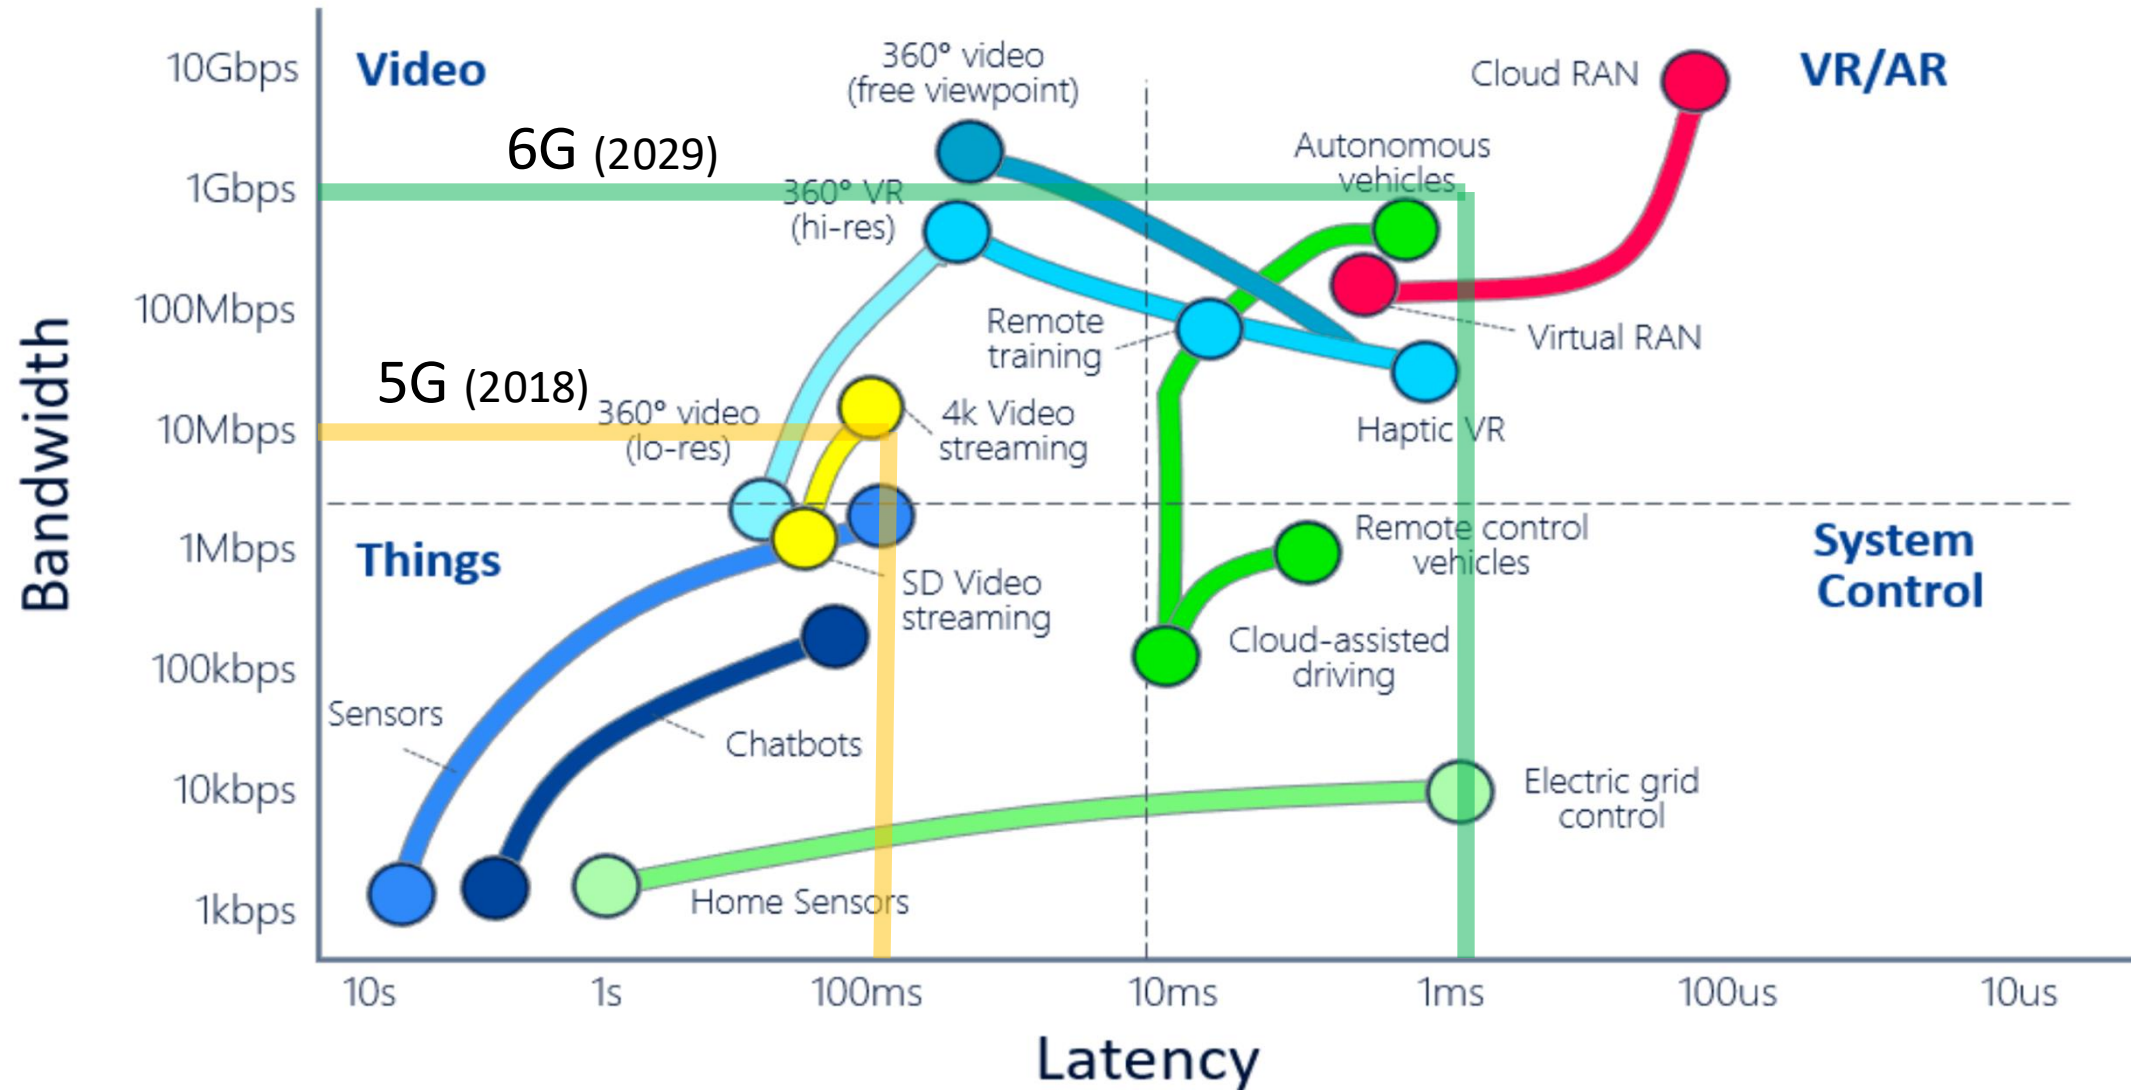 10Gbps
1Gbps
100Mbps
10Mbps
1Mbps
100kbps
10kbps
1kbps
Bandwidth
Video
6G (2029)
5G (2018)
360° video
(free viewpoint)
360° VR
(hi-res)
360° video
(lo-res)
4k Video
streaming
Remote
training
Cloud RAN
VR/AR
Autonomous
vehicles
Virtual RAN
Haptic VR
Things
SD Video
streaming
Sensors
Chatbots
Home Sensors
Remote control
vehicles
System
Control
Cloud-assisted
driving
Electric grid
control
10s
1s
100ms
10ms
1ms
100us
10us
Latency